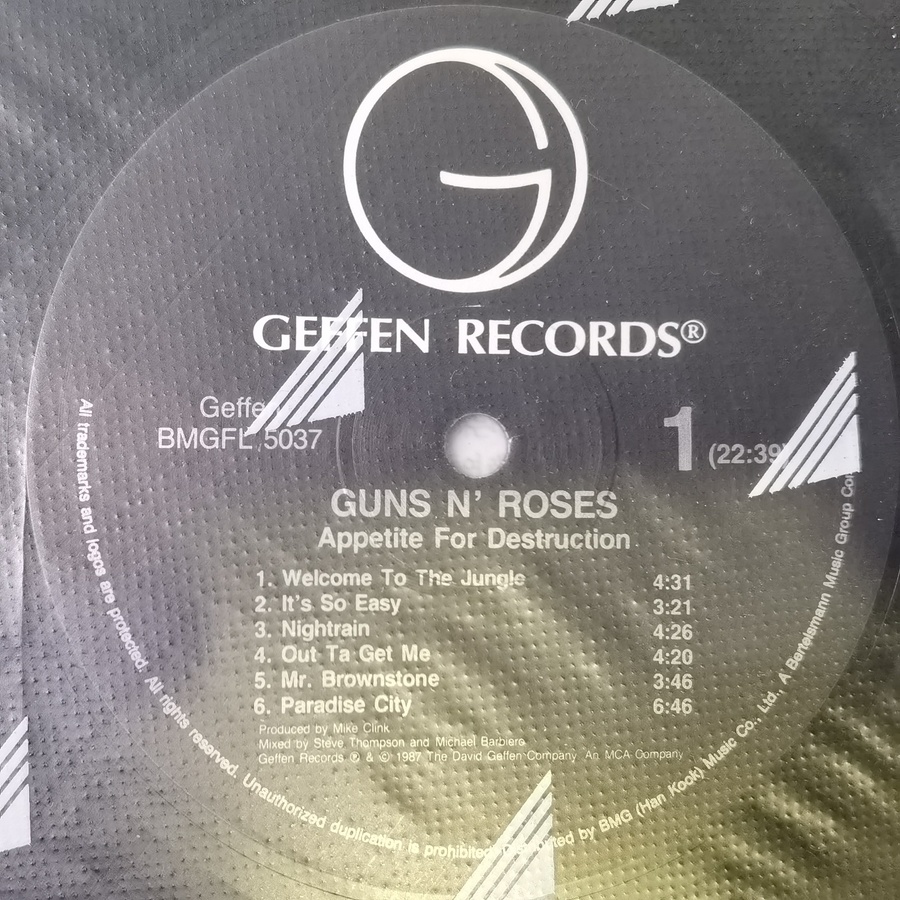 GEFFEN RECORDS®
Geffen
BMGFL 5037
1 (22:39)
GUNS N' ROSES
Appetite For Destruction
1. Welcome To The Jungle 4:31
2. It's So Easy 3:21
3. Nightrain 4:26
4. Out Ta Get Me 4:20
5. Mr. Brownstone 3:46
6. Paradise City 6:46
Produced by Mike Clink
Mixed by Steve Thompson and Michael Barbiero
Geffen Records ℗ & © 1987 The David Geffen Company An MCA Company
All trademarks and logos are protected. All rights reserved. Unauthorized duplication is prohibited. Distributed by BMG (Han Kook) Music Co., Ltd., A Bertelsmann Music Group